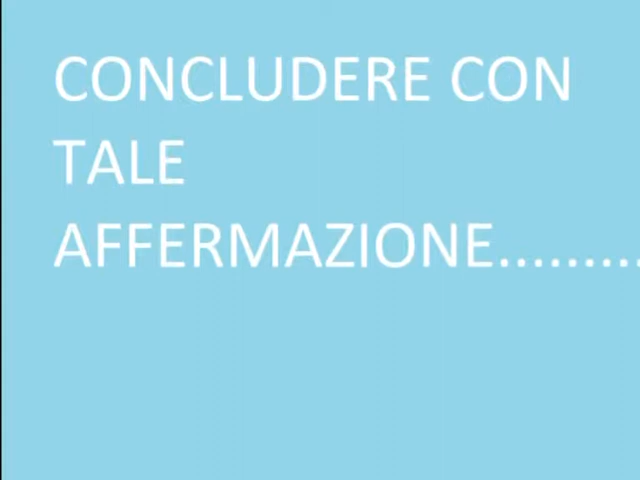 CONCLUDERE CON
TALE
AFFERMAZIONE.........